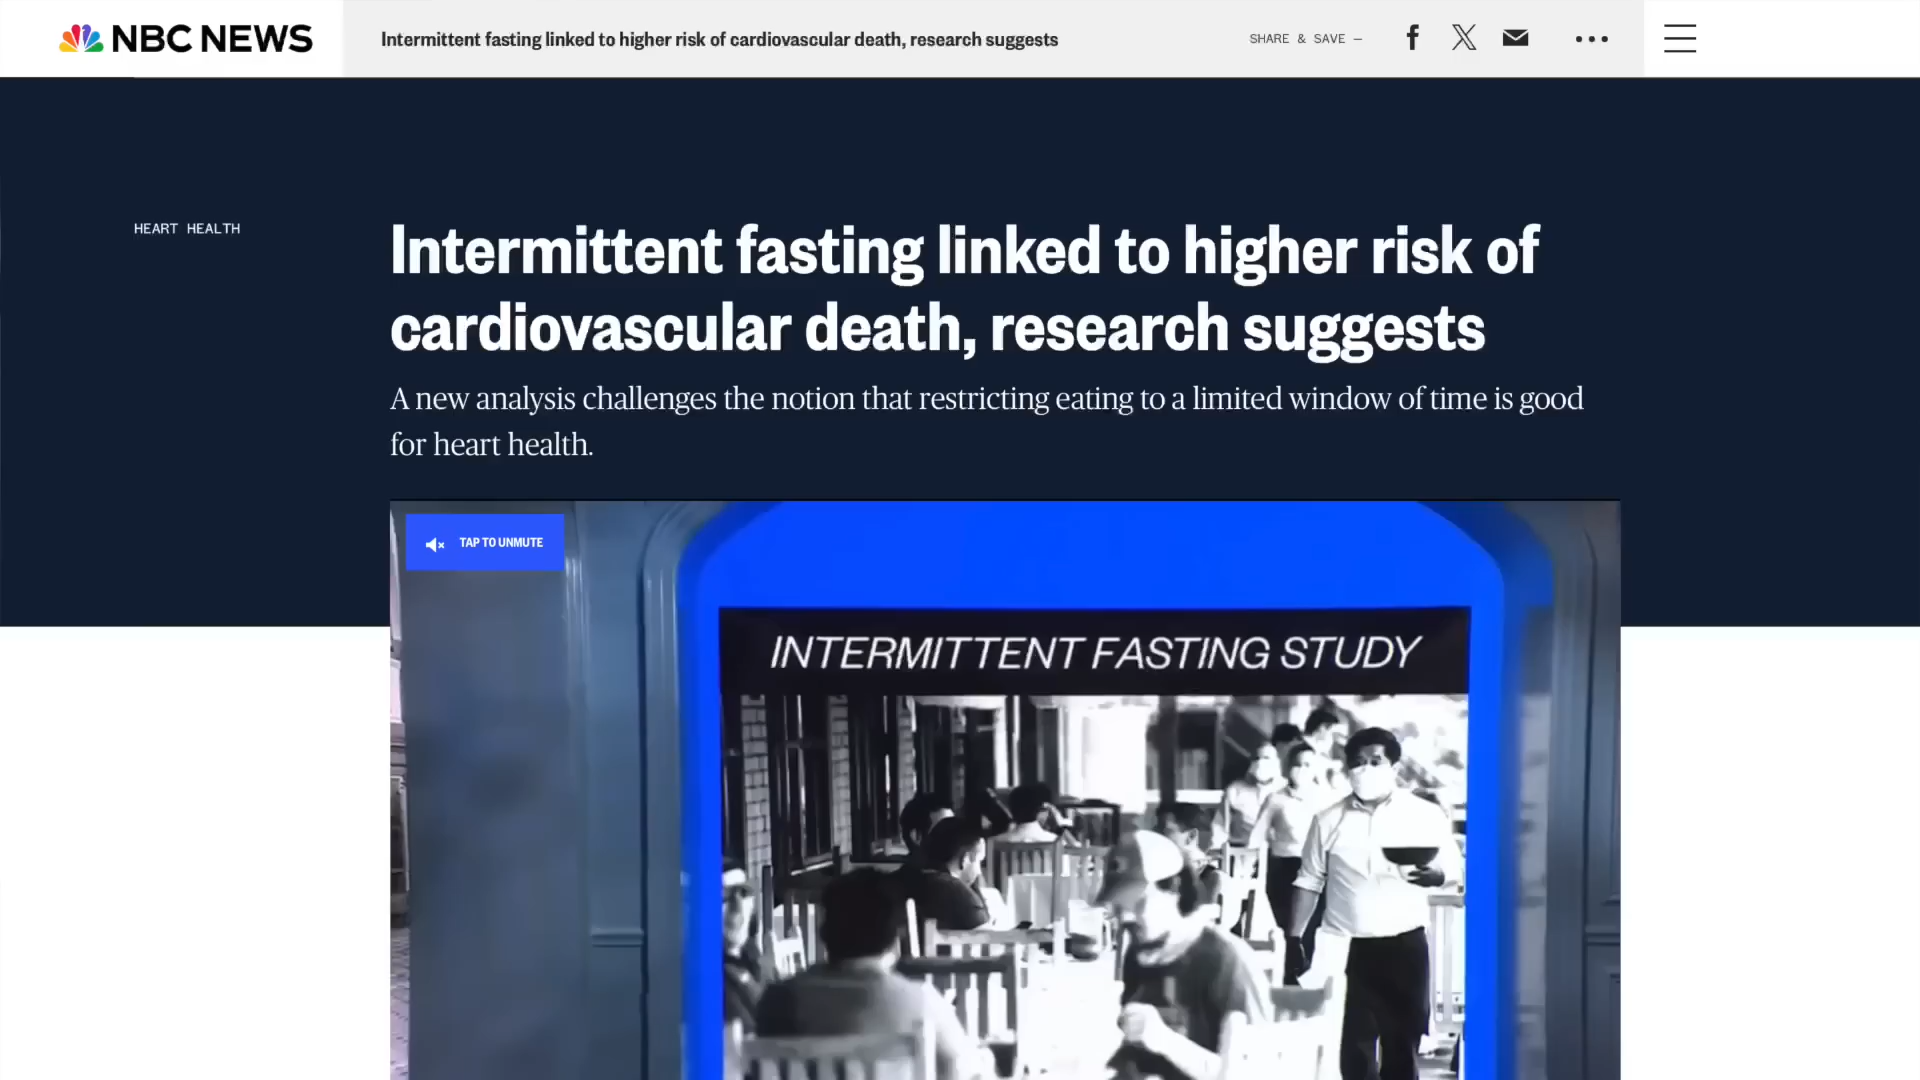 NBC NEWS
Intermittent fasting linked to higher risk of cardiovascular death, research suggests
SHARE & SAVE —
HEART HEALTH
Intermittent fasting linked to higher risk of
cardiovascular death, research suggests
A new analysis challenges the notion that restricting eating to a limited window of time is good
for heart health.
TAP TO UNMUTE
INTERMITTENT FASTING STUDY